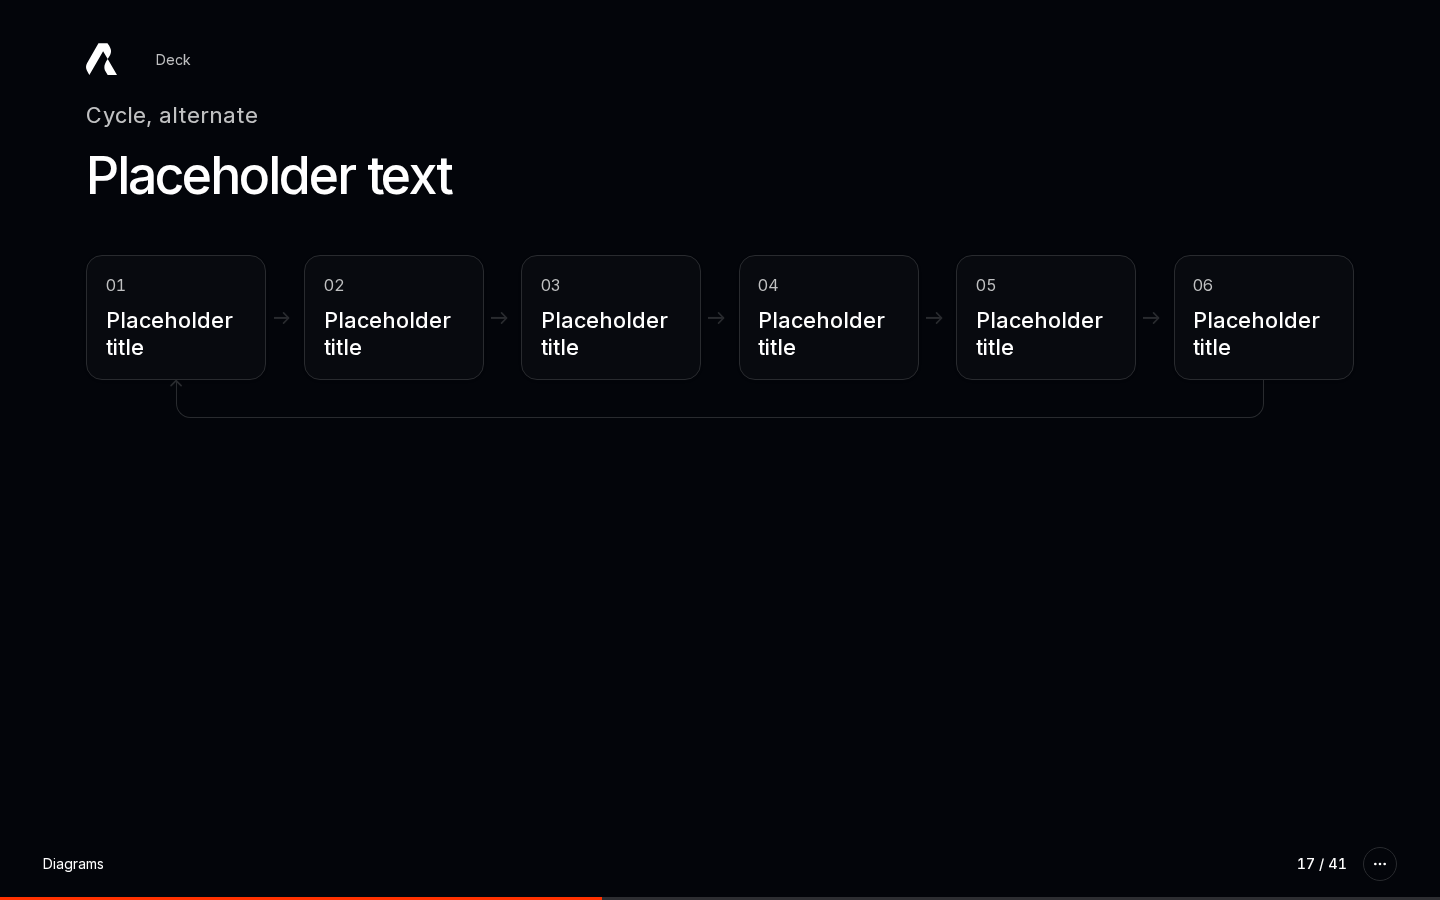 Deck
Cycle, alternate
Placeholder text
01
Placeholder
title
02
Placeholder
title
03
Placeholder
title
04
Placeholder
title
05
Placeholder
title
06
Placeholder
title
Diagrams
17 / 41